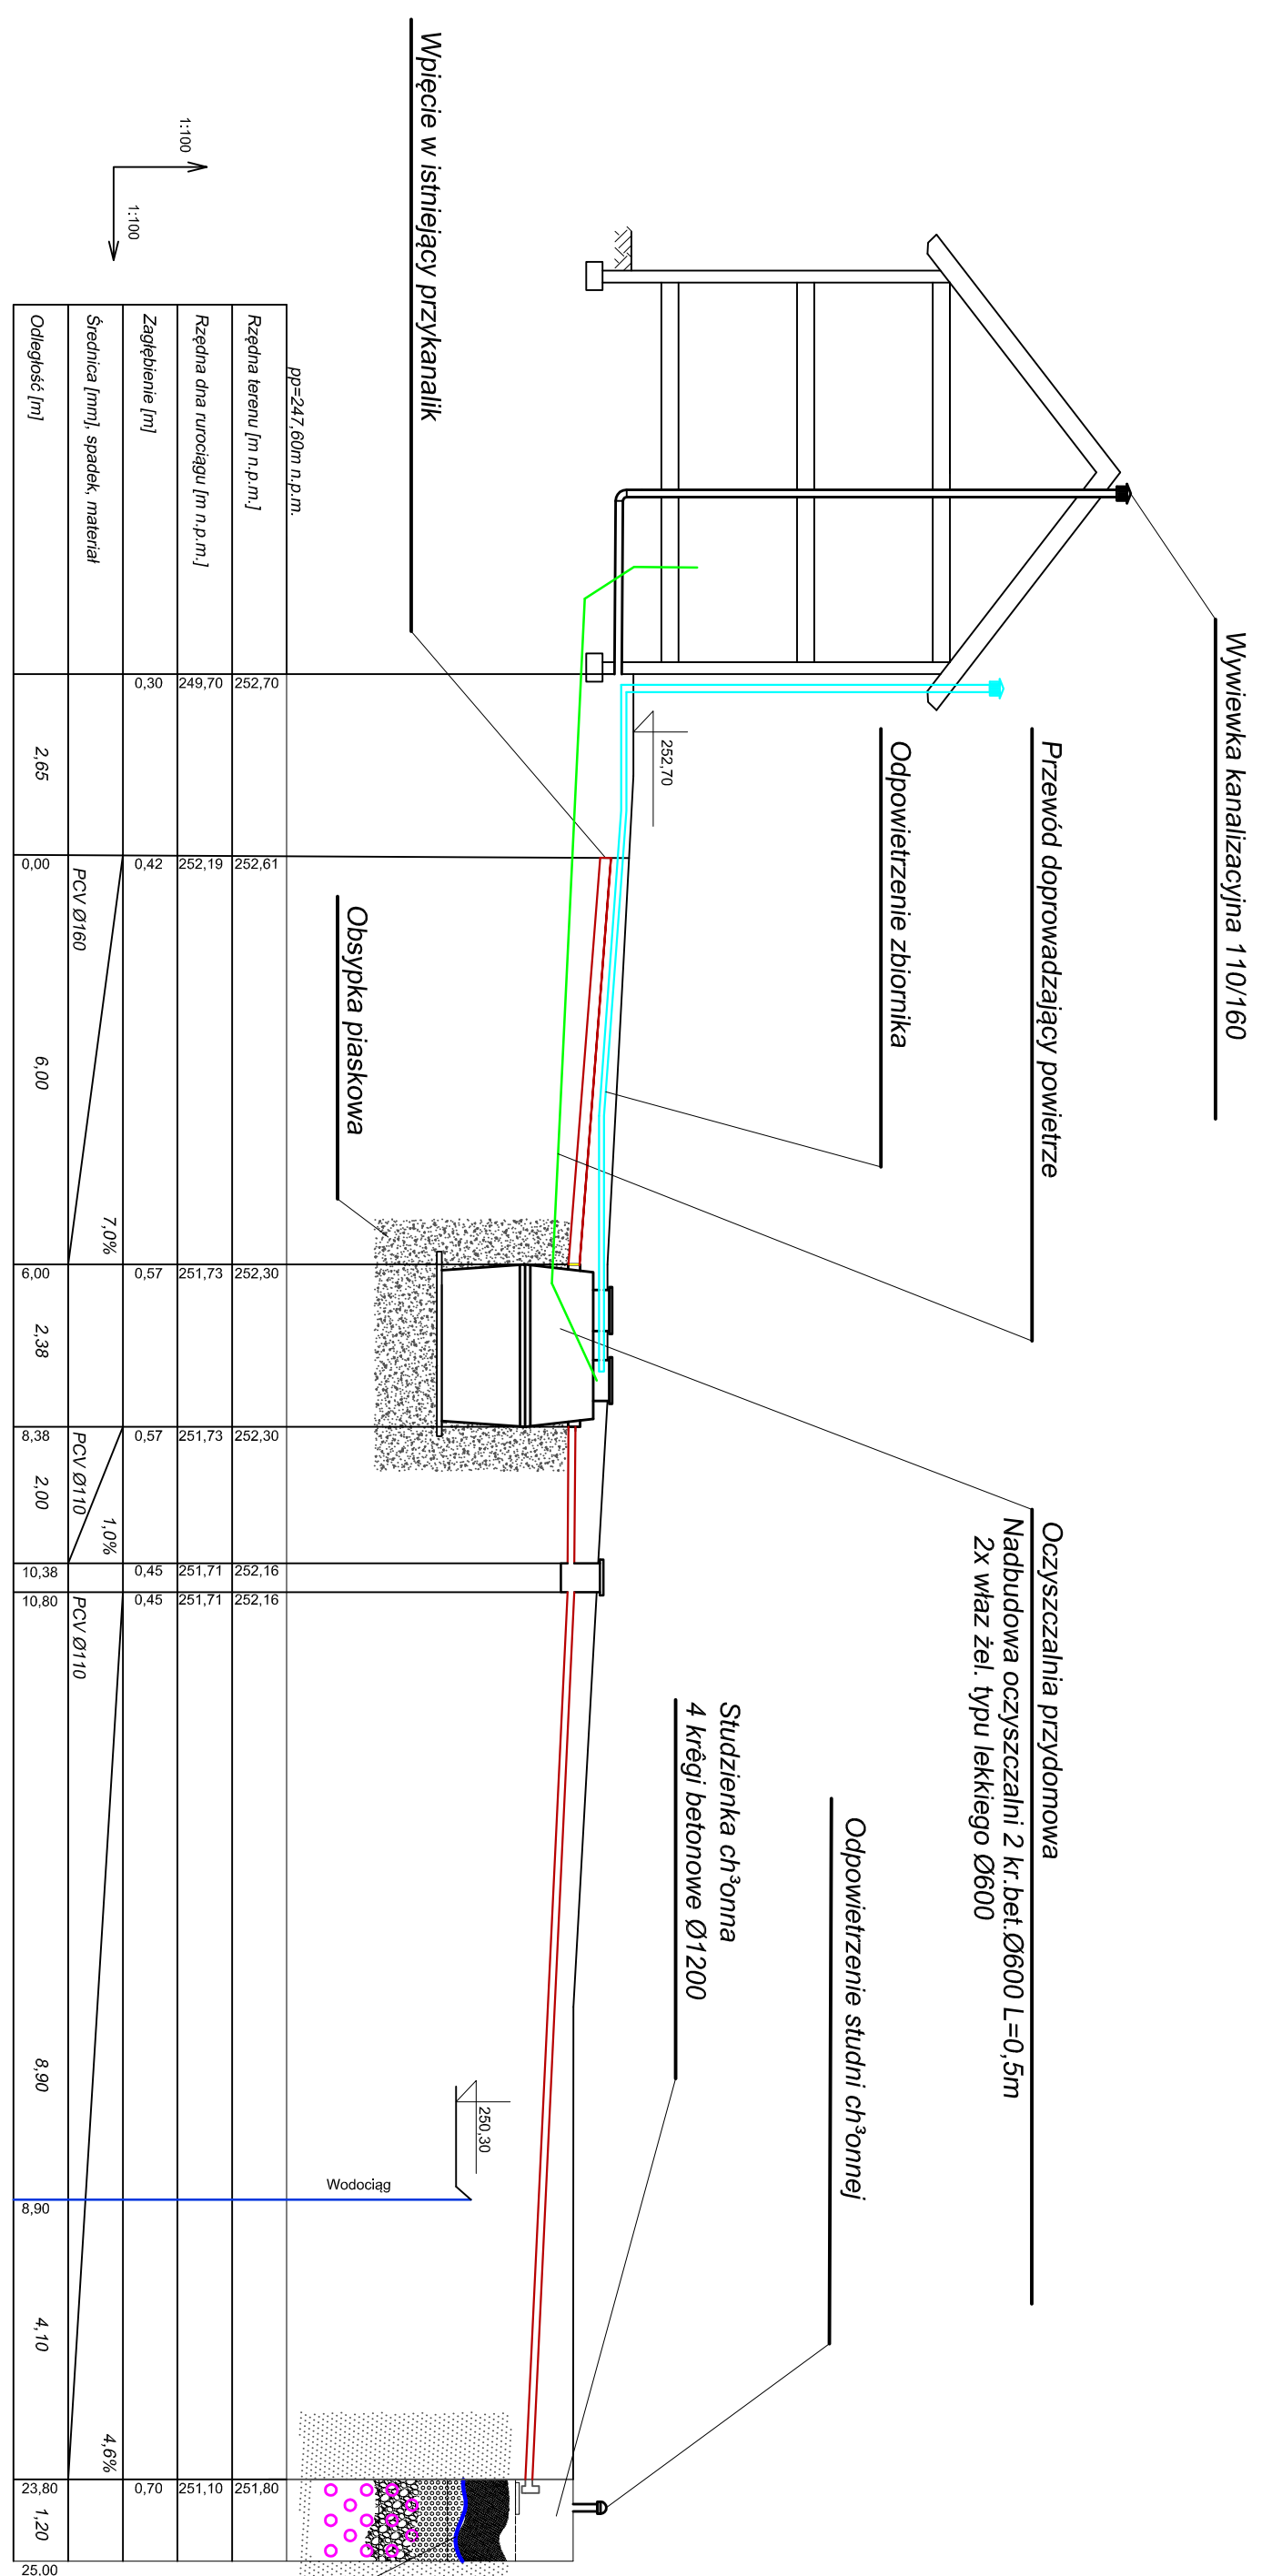 Wywiewka kanalizacyjna 110/160
Przewód doprowadzający powietrze
Odpowietrzenie zbiornika
Oczyszczalnia przydomowa
Nadbudowa oczyszczalni 2 kr.bet.Ø600 L=0,5m
2x właz żel. typu lekkiego Ø600
Odpowietrzenie studni ch³onnej
Studzienka ch³onna
4 krêgi betonowe Ø1200
252,70
250,30
Wpięcie w istniejący przykanalik
Obsypka piaskowa
Wodociąg
1:100
1:100
pp=247,60m n.p.m.
Rzędna terenu [m n.p.m.]
252,70
252,61
252,30
252,30
252,16
252,16
251,80
Rzędna dna rurociągu [m n.p.m.]
249,70
252,19
251,73
251,73
251,71
251,71
251,10
Zagłębienie [m]
0,30
0,42
0,57
0,57
0,45
0,45
0,70
Średnica [mm], spadek, materiał
PCV Ø160
7,0%
PCV Ø110
1,0%
PCV Ø110
4,6%
Odległość [m]
2,65
0,00
6,00
6,00
2,38
8,38
2,00
10,38
10,80
8,90
8,90
4,10
23,80
1,20
25,00